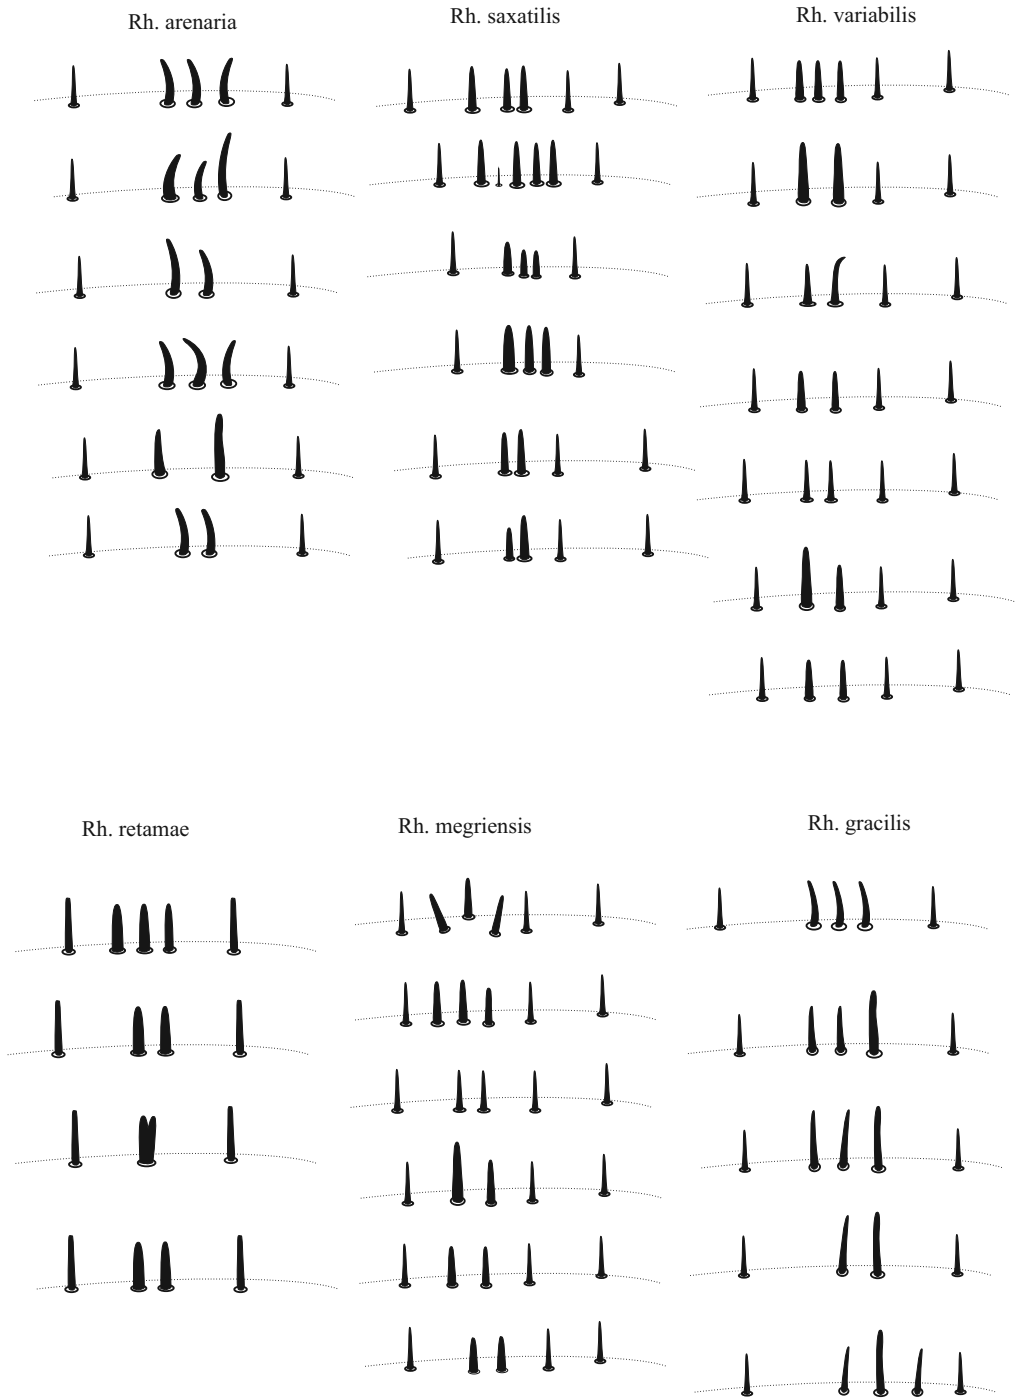 Rh. arenaria
Rh. saxatilis
Rh. variabilis
Rh. retamae
Rh. megriensis
Rh. gracilis